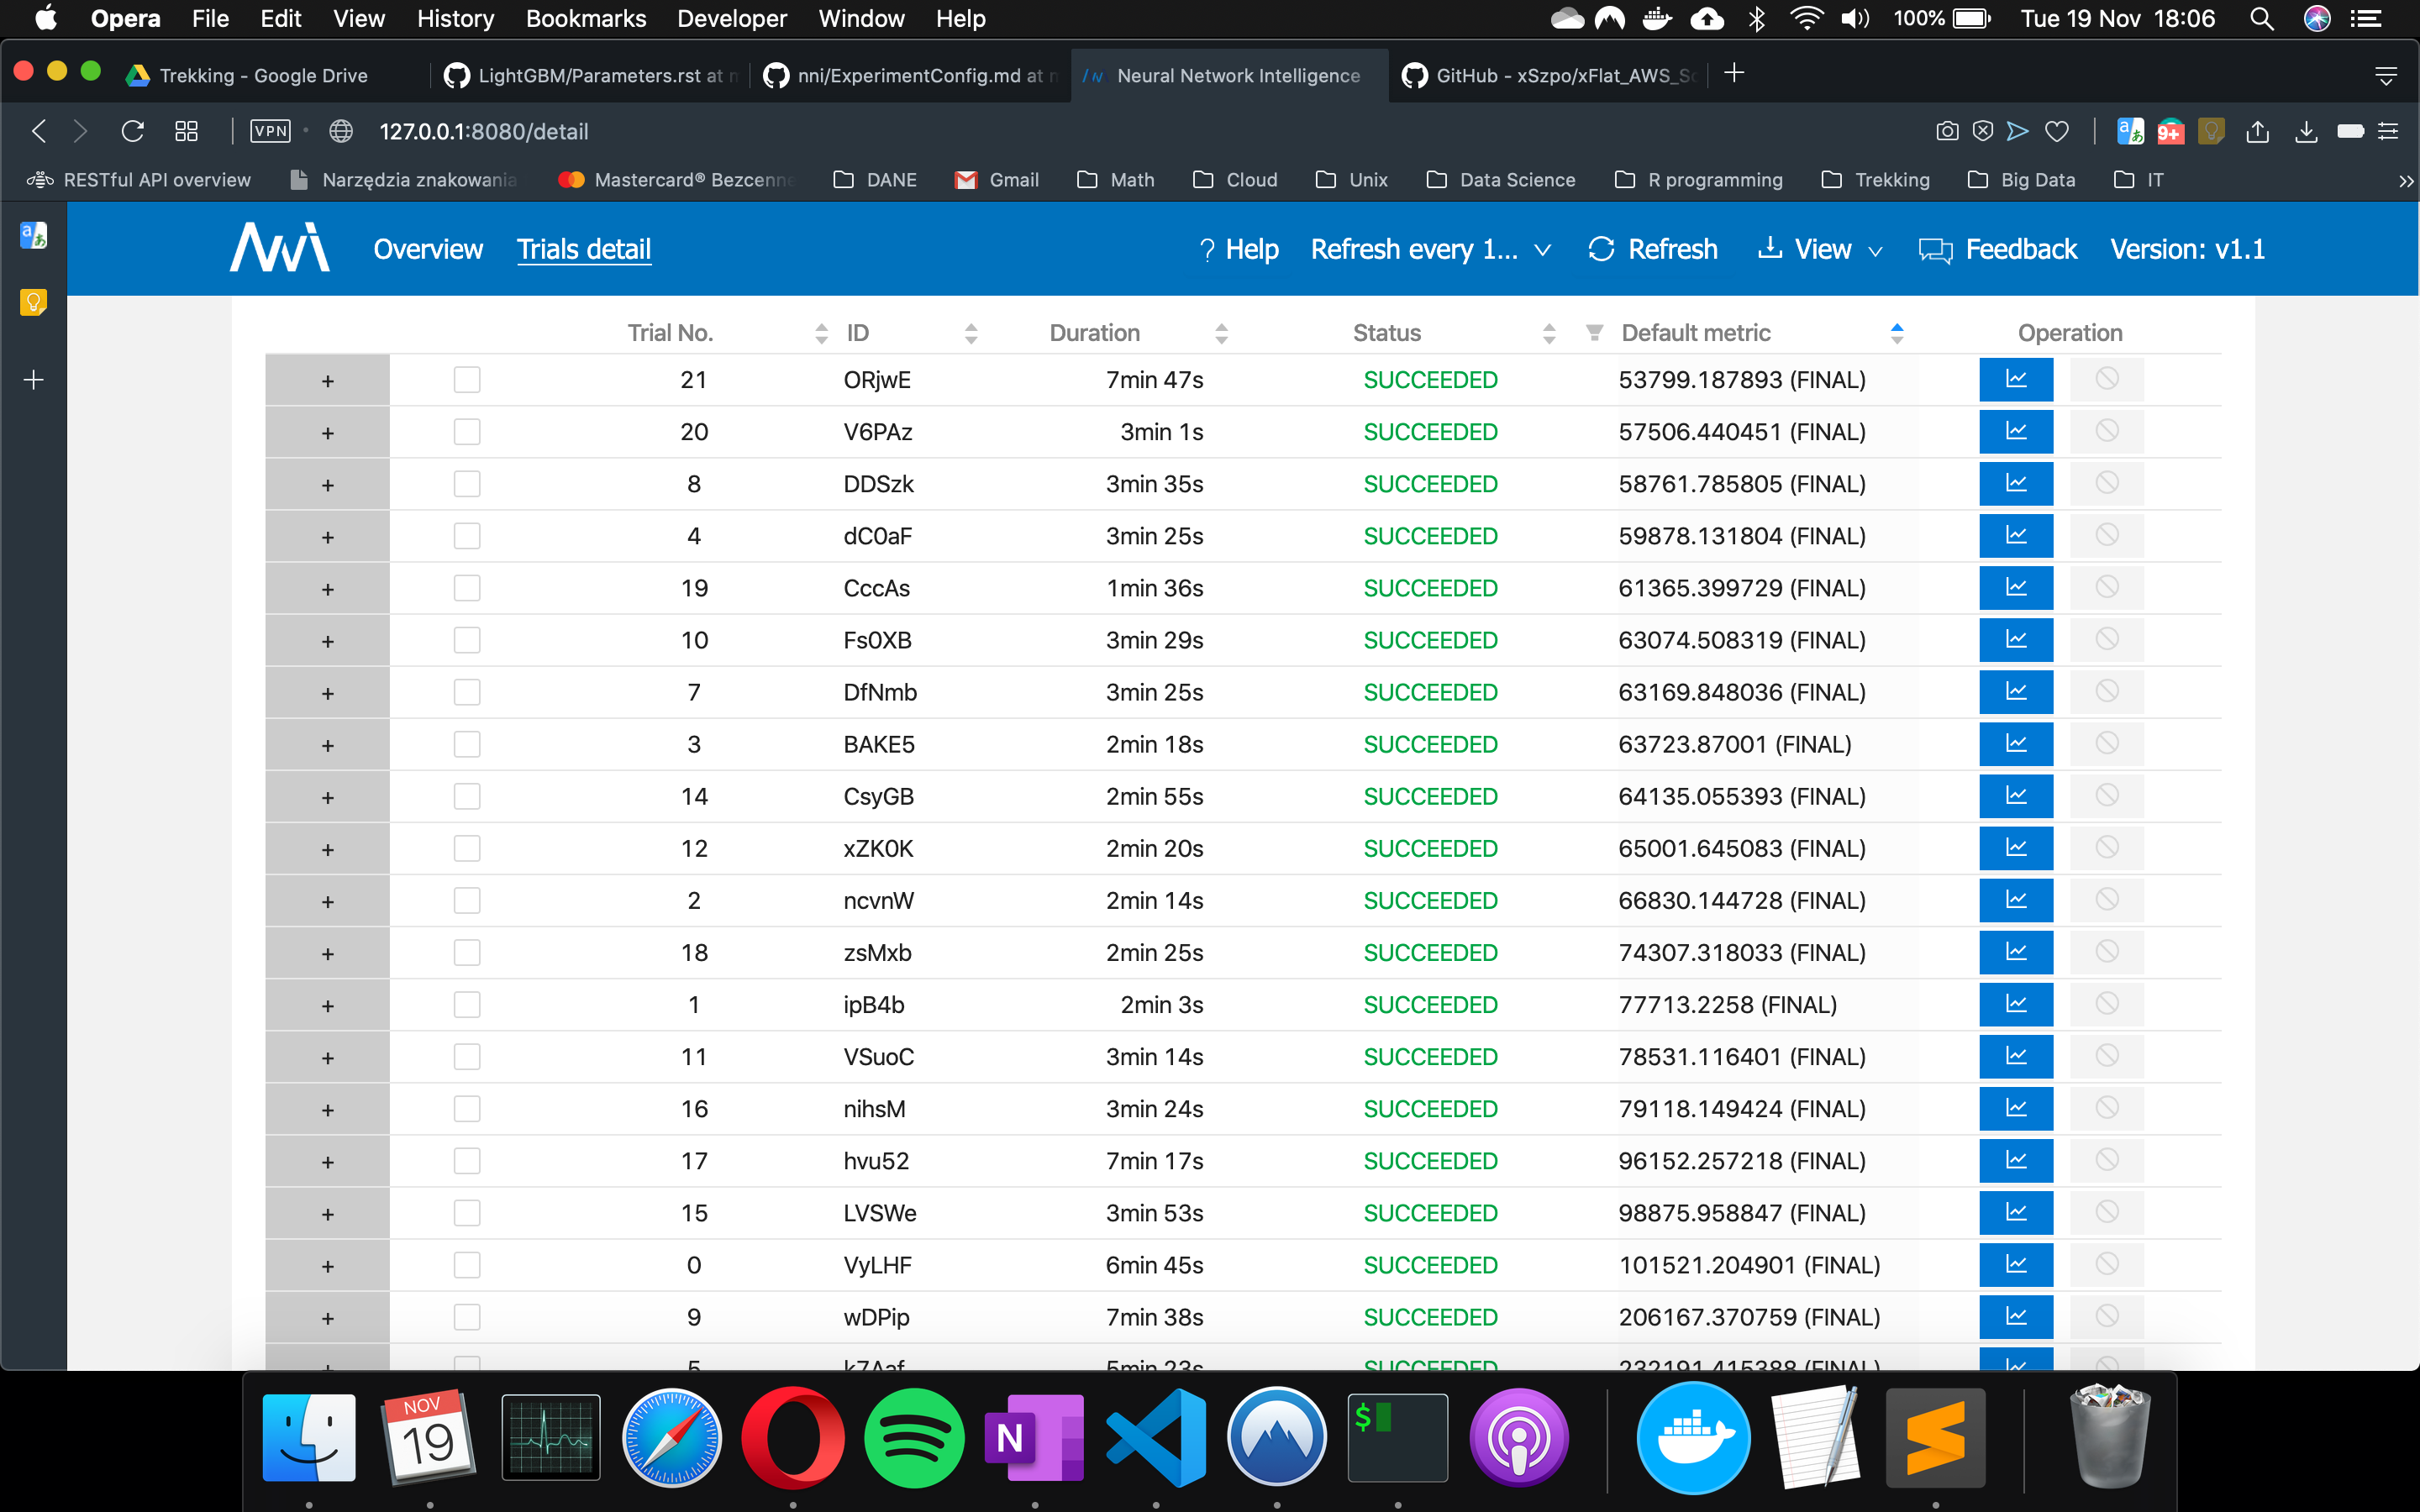 Opera File Edit View History Bookmarks Developer Window Help 100% Tue 19 Nov 18:06
Trekking - Google Drive LightGBM/Parameters.rst at nni/ExperimentConfig.md at Neural Network Intelligence GitHub - xSzpo/xFlat_AWS_
VPN 127.0.0.1:8080/detail 9+
RESTful API overview Narzędzia znakowania Mastercard® Bezcenne DANE Gmail Math Cloud Unix Data Science R programming Trekking Big Data IT
Overview Trials detail ? Help Refresh every 1... Refresh View Feedback Version: v1.1
Trial No. ID Duration Status Default metric Operation
+ 21 ORjwE 7min 47s SUCCEEDED 53799.187893 (FINAL)
+ 20 V6PAz 3min 1s SUCCEEDED 57506.440451 (FINAL)
+ 8 DDSzk 3min 35s SUCCEEDED 58761.785805 (FINAL)
+ 4 dC0aF 3min 25s SUCCEEDED 59878.131804 (FINAL)
+ 19 CccAs 1min 36s SUCCEEDED 61365.399729 (FINAL)
+ 10 Fs0XB 3min 29s SUCCEEDED 63074.508319 (FINAL)
+ 7 DfNmb 3min 25s SUCCEEDED 63169.848036 (FINAL)
+ 3 BAKE5 2min 18s SUCCEEDED 63723.87001 (FINAL)
+ 14 CsyGB 2min 55s SUCCEEDED 64135.055393 (FINAL)
+ 12 xZK0K 2min 20s SUCCEEDED 65001.645083 (FINAL)
+ 2 ncvnW 2min 14s SUCCEEDED 66830.144728 (FINAL)
+ 18 zsMxb 2min 25s SUCCEEDED 74307.318033 (FINAL)
+ 1 ipB4b 2min 3s SUCCEEDED 77713.2258 (FINAL)
+ 11 VSuoC 3min 14s SUCCEEDED 78531.116401 (FINAL)
+ 16 nihsM 3min 24s SUCCEEDED 79118.149424 (FINAL)
+ 17 hvu52 7min 17s SUCCEEDED 96152.257218 (FINAL)
+ 15 LVSWe 3min 53s SUCCEEDED 98875.958847 (FINAL)
+ 0 VyLHF 6min 45s SUCCEEDED 101521.204901 (FINAL)
+ 9 wDPip 7min 38s SUCCEEDED 206167.370759 (FINAL)
+ 5 k7Aaf 5min 23s SUCCEEDED 232191.415388 (FINAL)
NOV
19
N
$